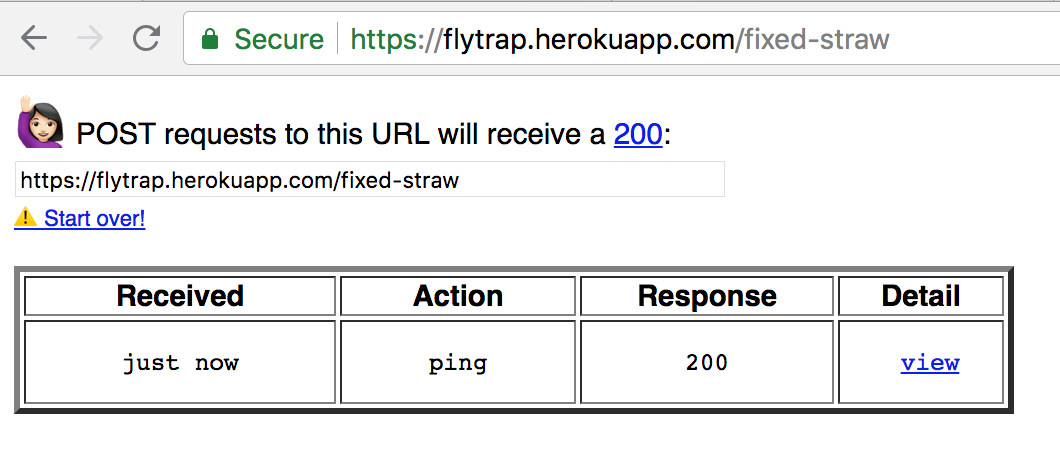 Secure https://flytrap.herokuapp.com/fixed-straw
POST requests to this URL will receive a 200:
https://flytrap.herokuapp.com/fixed-straw
Start over!
Received Action Response Detail
just now ping 200 view